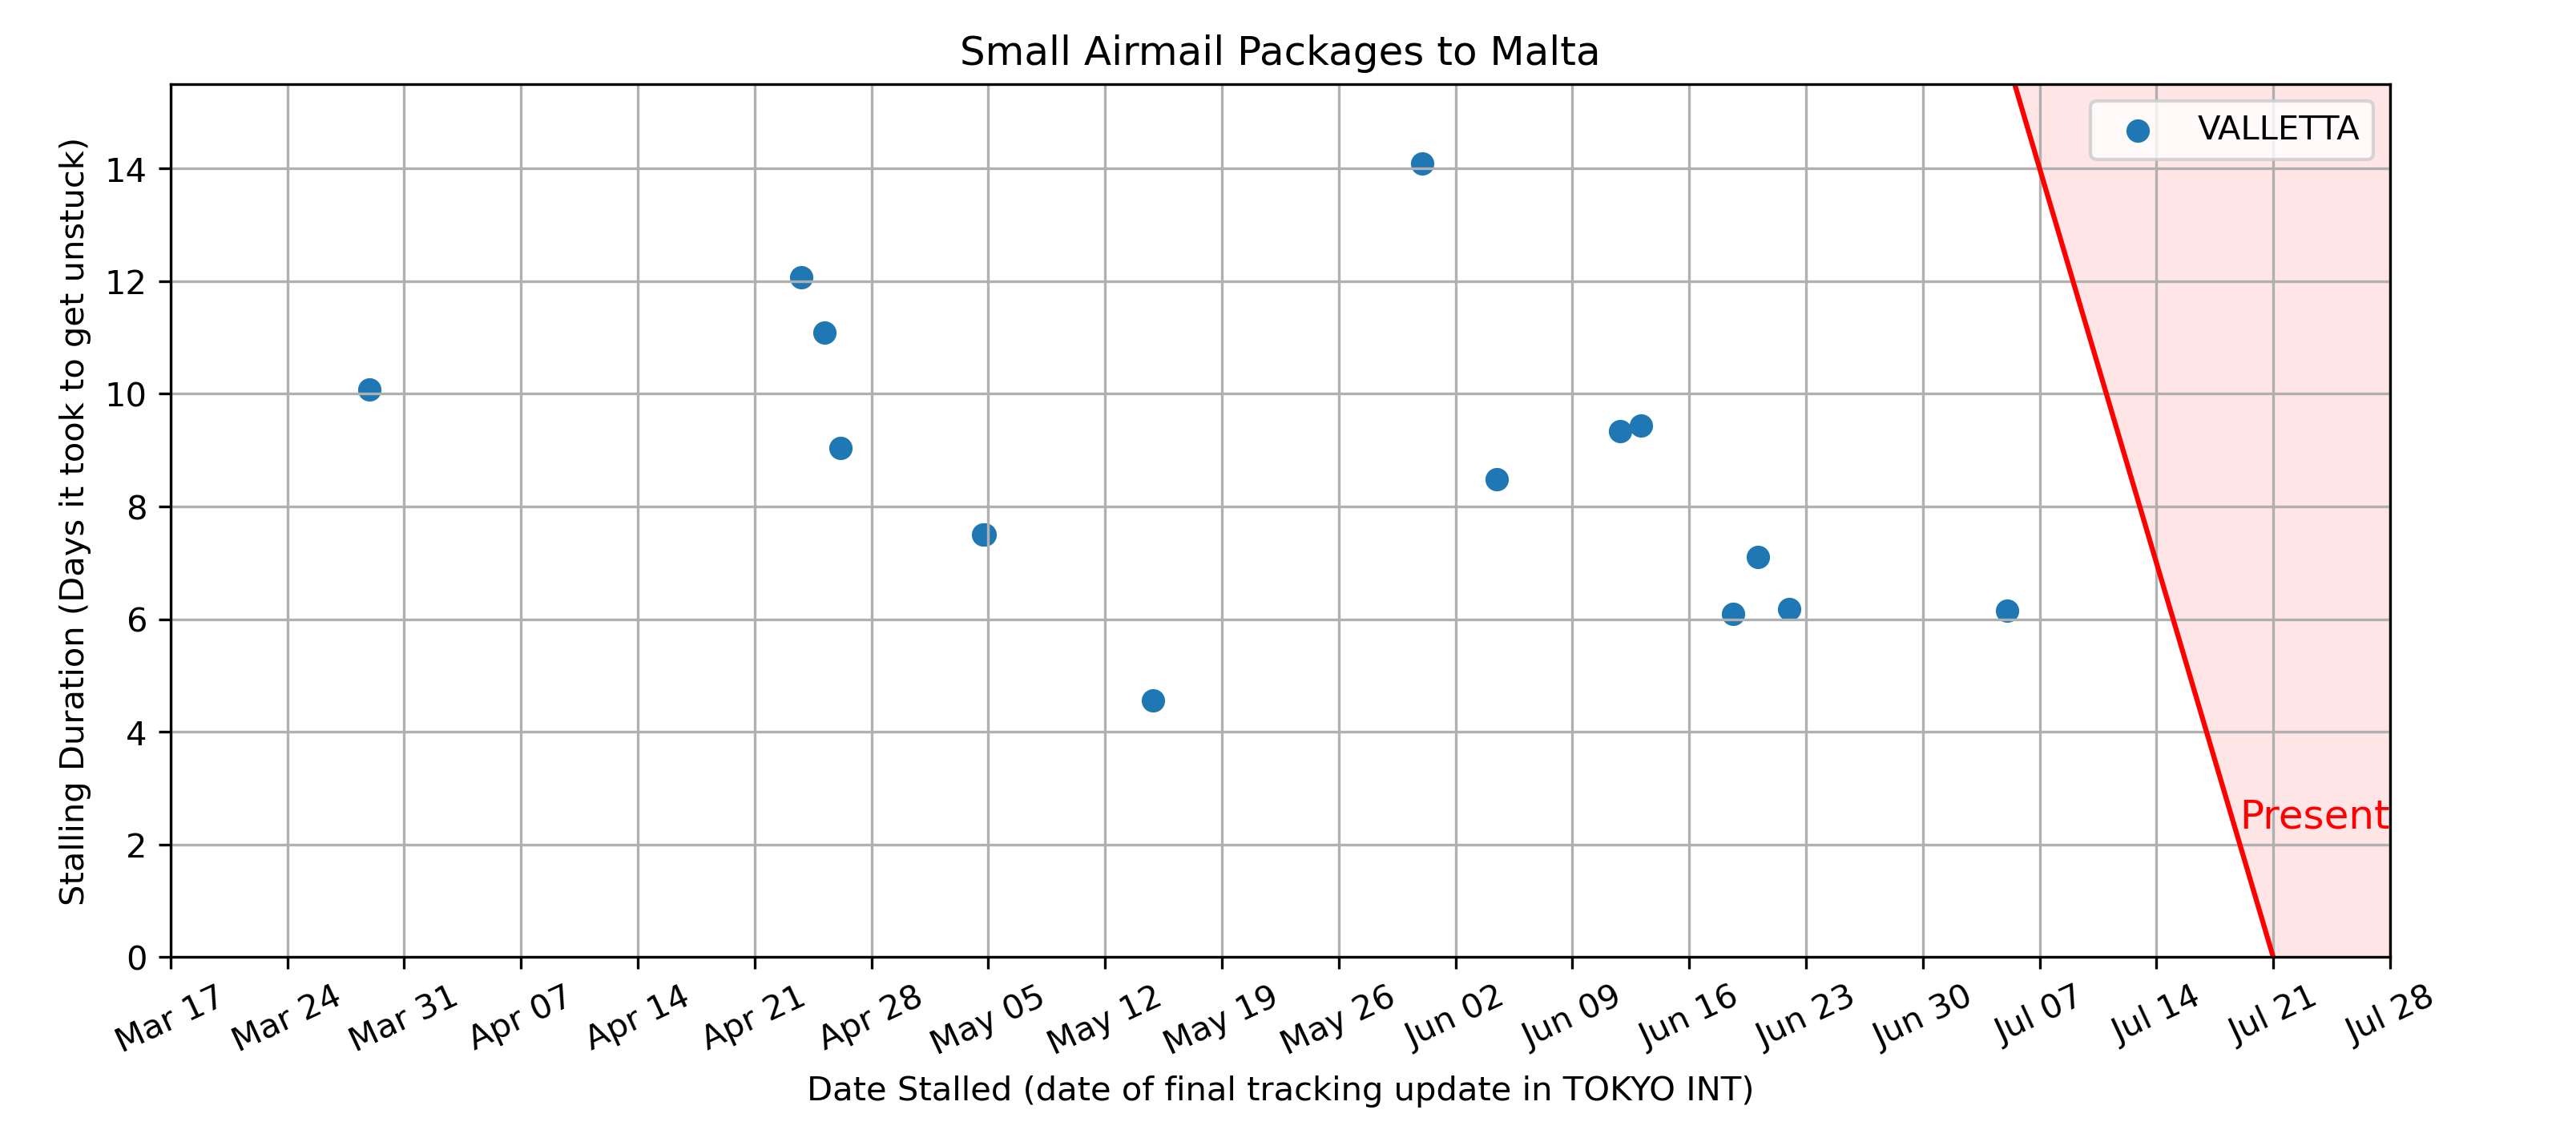 Small Airmail Packages to Malta
VALLETTA
Stalling Duration (Days it took to get unstuck)
14
12
10
8
6
4
2
0
Present
Mar 17
Mar 24
Mar 31
Apr 07
Apr 14
Apr 21
Apr 28
May 05
May 12
May 19
May 26
Jun 02
Jun 09
Jun 16
Jun 23
Jun 30
Jul 07
Jul 14
Jul 21
Jul 28
Date Stalled (date of final tracking update in TOKYO INT)